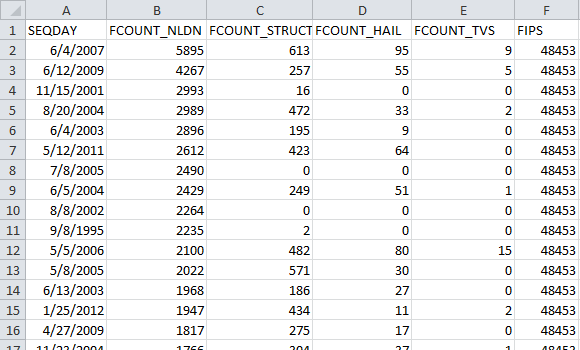 A B C D E F
1 SEQDAY FCOUNT_NLDN FCOUNT_STRUCT FCOUNT_HAIL FCOUNT_TVS FIPS
2 6/4/2007 5895 613 95 9 48453
3 6/12/2009 4267 257 55 5 48453
4 11/15/2001 2993 16 0 0 48453
5 8/20/2004 2989 472 33 2 48453
6 6/4/2003 2896 195 9 0 48453
7 5/12/2011 2612 423 64 0 48453
8 7/8/2005 2490 0 0 0 48453
9 6/5/2004 2429 249 51 1 48453
10 8/8/2002 2264 0 0 0 48453
11 9/8/1995 2235 2 0 0 48453
12 5/5/2006 2100 482 80 15 48453
13 5/8/2005 2022 571 30 0 48453
14 6/13/2003 1968 186 27 0 48453
15 1/25/2012 1947 434 11 2 48453
16 4/27/2009 1817 275 17 0 48453